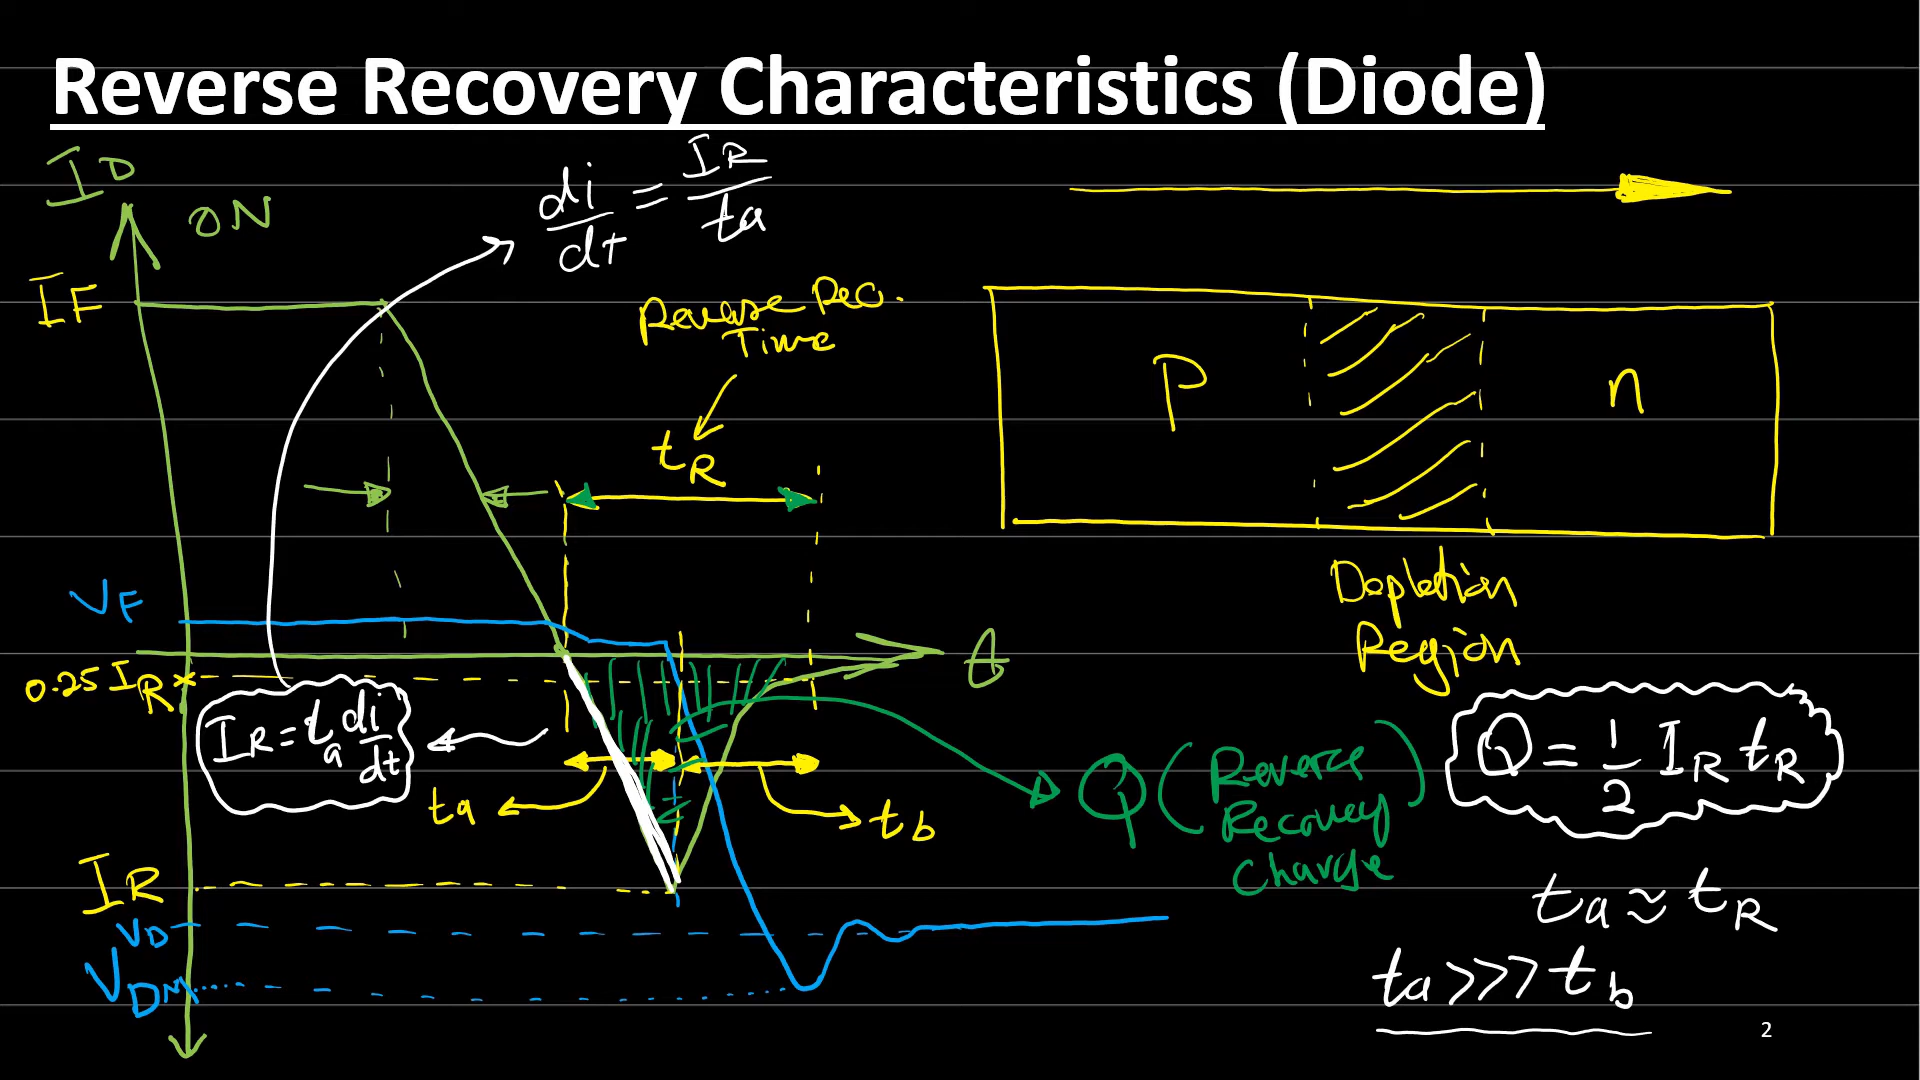 Reverse Recovery Characteristics (Diode)
ID
ON
di/dt = IR/ta
IF
Reverse Rec.
Time
tR
P
n
VF
Depletion
Region
0.25 IR
t
IR = ta di/dt
ta
tb
Q (Reverse
Recovery
Charge)
Q = 1/2 IR tR
IR
VD
VDM
ta ≈ tR
ta >>> tb
2